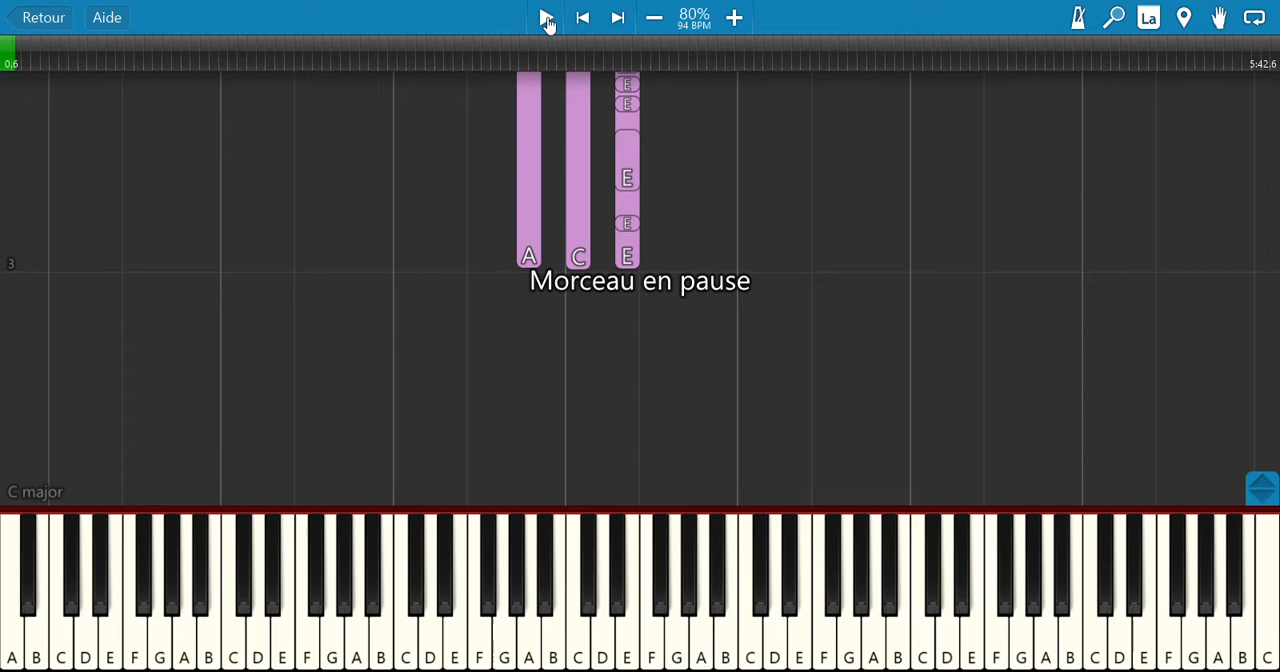 Retour Aide 80% La
94 BPM
0,6 5:42,6
E
E
E
E
A C E
3
Morceau en pause
C major
A B C D E F G A B C D E F G A B C D E F G A B C D E F G A B C D E F G A B C D E F G A B C D E F G A B C